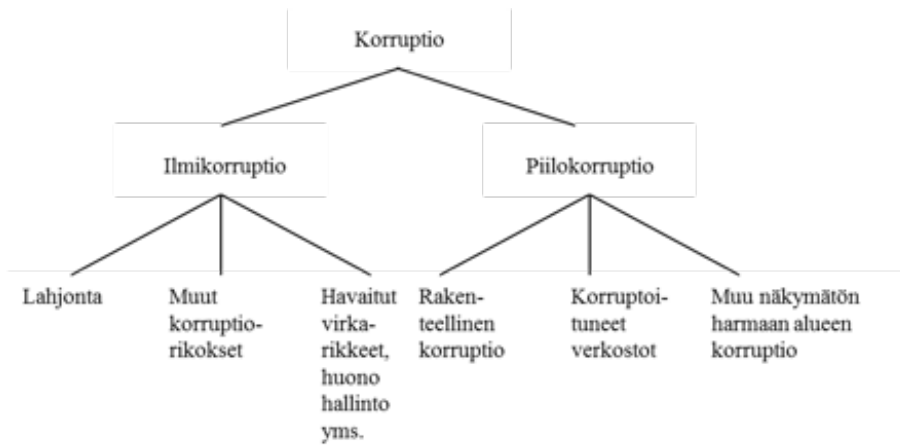 Korruptio
Ilmikorruptio
Piilokorruptio
Lahjonta
Muut
korruptio-
rikokset
Havaitut
virka-
rikkeet,
huono
hallinto
yms.
Raken-
teellinen
korruptio
Korruptoi-
tuneet
verkostot
Muu näkymätön
harmaan alueen
korruptio